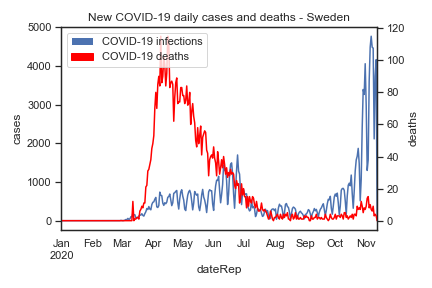 New COVID-19 daily cases and deaths - Sweden
COVID-19 infections
COVID-19 deaths
5000
4000
3000
2000
1000
0
cases
120
100
80
60
40
20
0
deaths
Jan Feb Mar Apr May Jun Jul Aug Sep Oct Nov
2020
dateRep